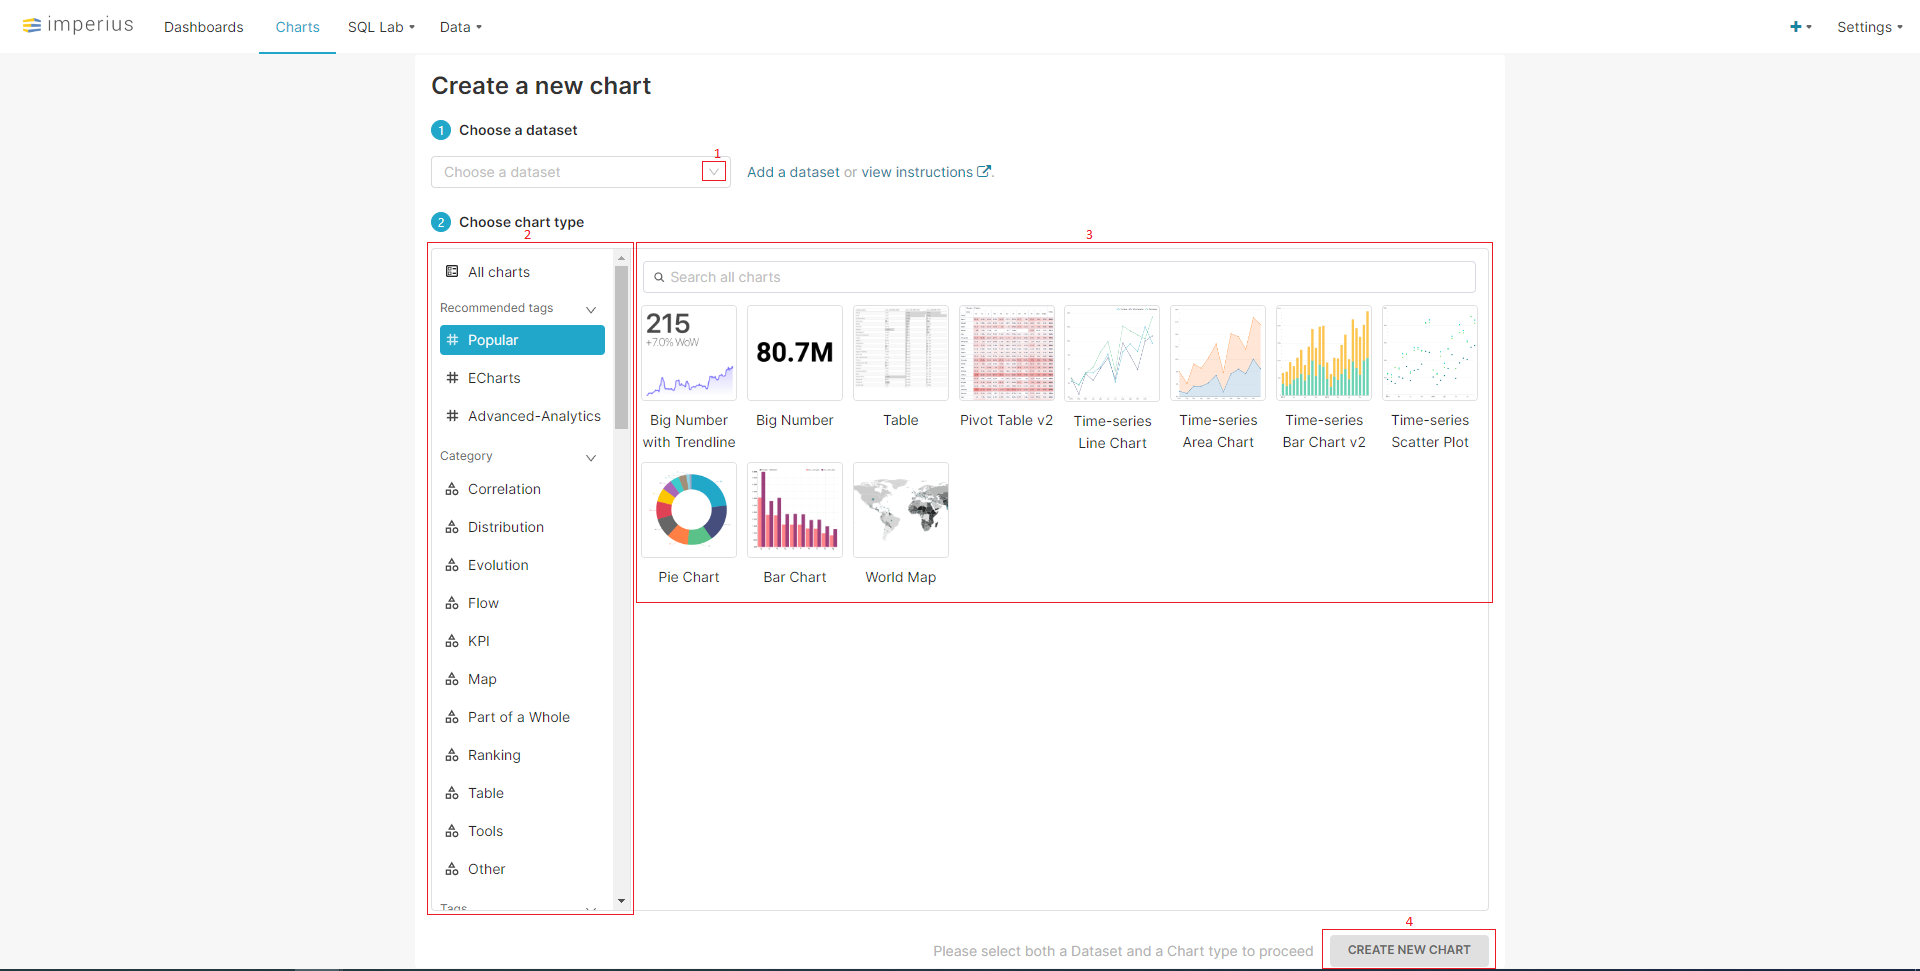 imperius Dashboards Charts SQL Lab Data Settings
Create a new chart
1 Choose a dataset
1
Choose a dataset Add a dataset or view instructions .
2 Choose chart type
2 3
All charts
Recommended tags
Popular
ECharts
Advanced-Analytics
Category
Correlation
Distribution
Evolution
Flow
KPI
Map
Part of a Whole
Ranking
Table
Tools
Other
Tags
Search all charts
215
+7.0% WoW
80.7M
Big Number with Trendline
Big Number
Table
Pivot Table v2
Time-series Line Chart
Time-series Area Chart
Time-series Bar Chart v2
Time-series Scatter Plot
Pie Chart
Bar Chart
World Map
4
Please select both a Dataset and a Chart type to proceed CREATE NEW CHART